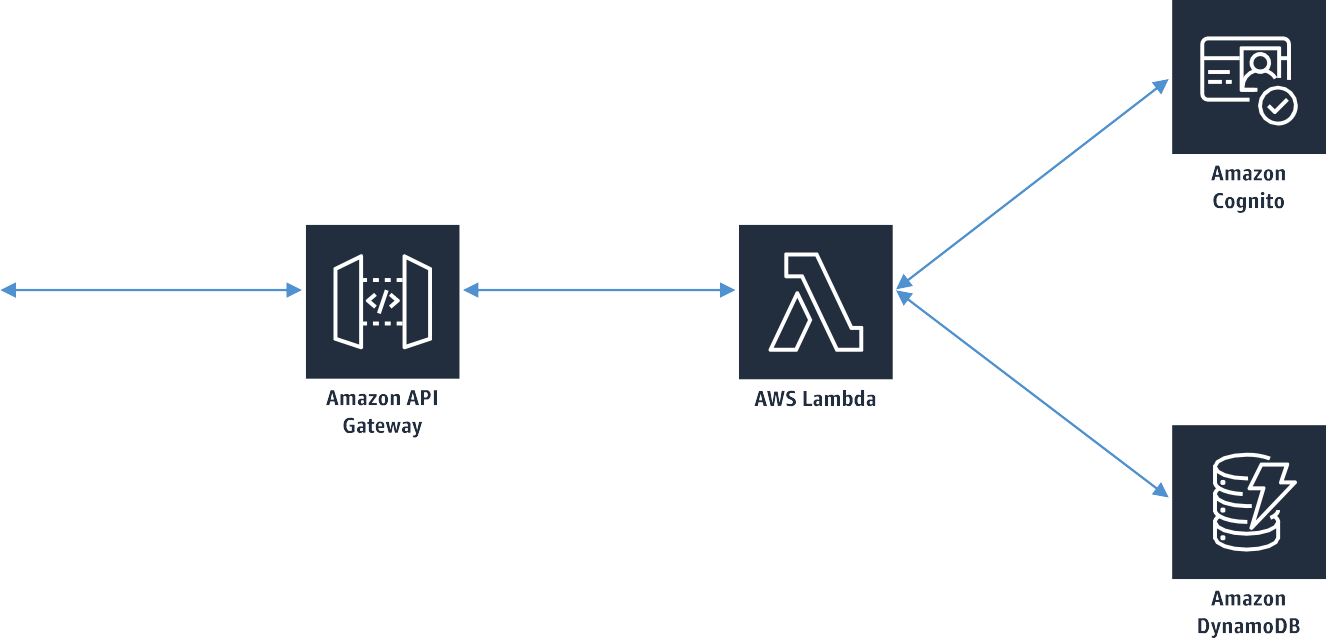 Amazon
Cognito
Amazon API
Gateway
AWS Lambda
</>
Amazon
DynamoDB